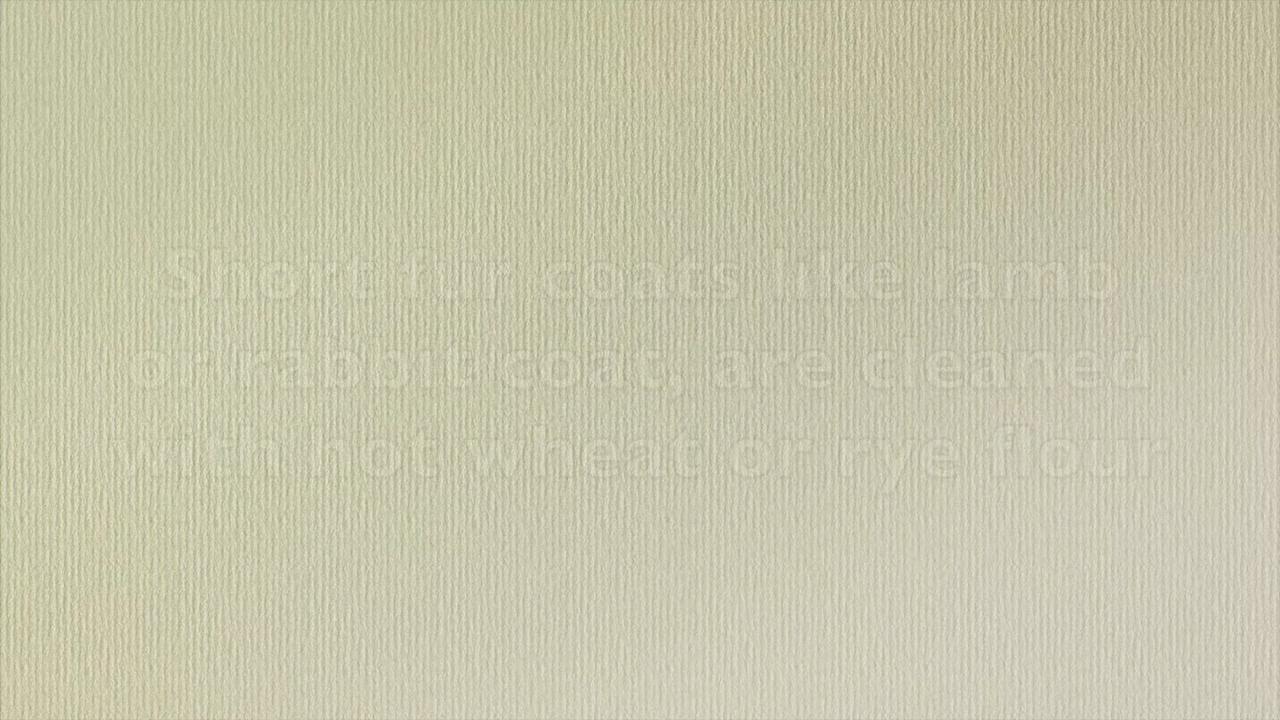 Short fur coats like lamb
or rabbit coat, are cleaned
with hot wheat or rye flour